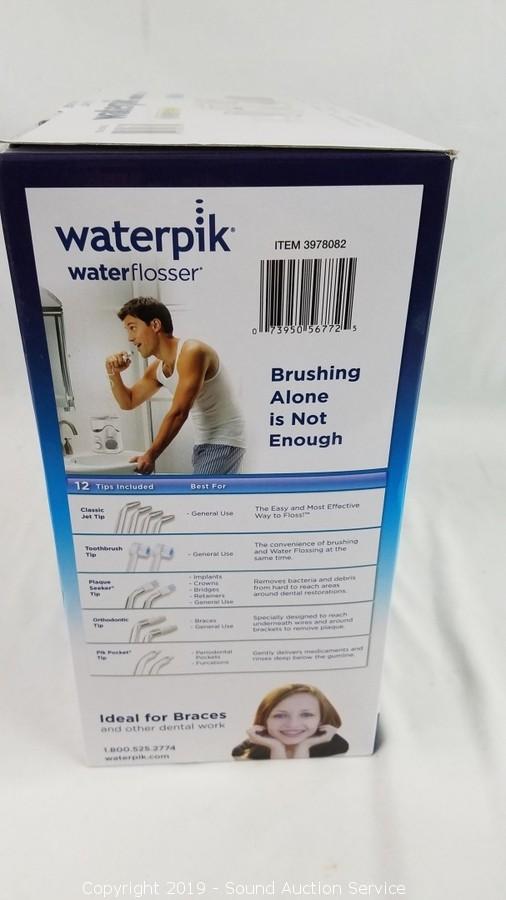 waterpik
waterpik®
ITEM 3978082
waterflosser®
0 73950 56772 5
Brushing
Alone
is Not
Enough
12 Tips Included Best For
Classic
Jet Tip
- General Use
The Easy and Most Effective
Way to Floss!™
Toothbrush
Tip
- General Use
The convenience of brushing
and Water Flossing at the
same time.
Plaque
Seeker®
Tip
- Implants
- Crowns
- Bridges
- Retainers
- General Use
Removes bacteria and debris
from hard to reach areas
around dental restorations.
Orthodontic
Tip
- Braces
- General Use
Specially designed to reach
underneath wires and around
brackets to remove plaque.
Pik Pocket®
Tip
- Periodontal
Pockets
- Furcations
Gently delivers medicaments and
rinses deep below the gumline.
Ideal for Braces
and other dental work
1.800.525.2774
waterpik.com
Copyright 2019 - Sound Auction Service